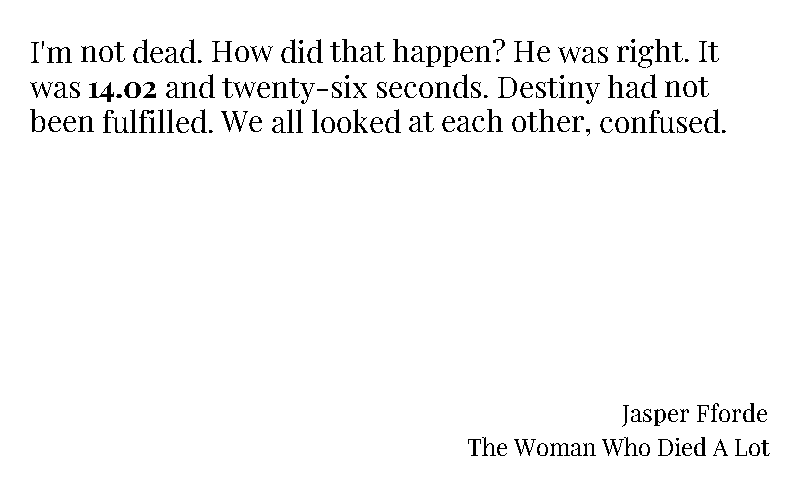 I'm not dead. How did that happen? He was right. It
was 14.02 and twenty-six seconds. Destiny had not
been fulfilled. We all looked at each other, confused.
Jasper Fforde
The Woman Who Died A Lot